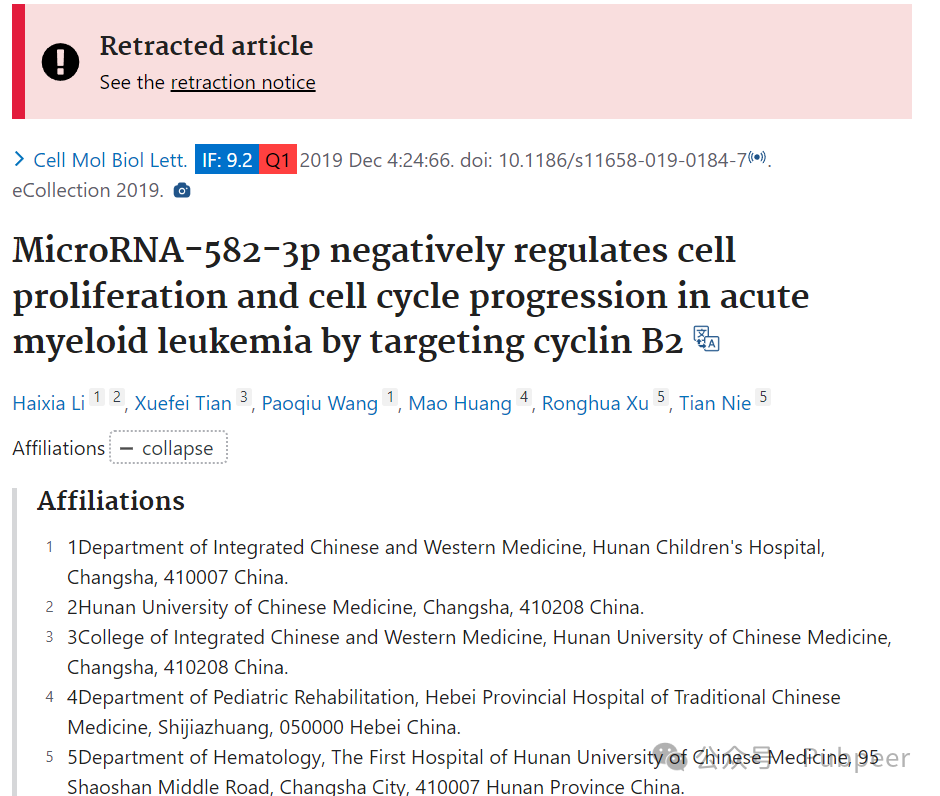 Retracted article
See the retraction notice
Cell Mol Biol Lett. IF: 9.2 Q1 2019 Dec 4:24:66. doi: 10.1186/s11658-019-0184-7.
eCollection 2019.
MicroRNA-582-3p negatively regulates cell
proliferation and cell cycle progression in acute
myeloid leukemia by targeting cyclin B2
Haixia Li 1 2, Xuefei Tian 3, Paoqiu Wang 1, Mao Huang 4, Ronghua Xu 5, Tian Nie 5
Affiliations — collapse
Affiliations
1 1Department of Integrated Chinese and Western Medicine, Hunan Children's Hospital,
Changsha, 410007 China.
2 2Hunan University of Chinese Medicine, Changsha, 410208 China.
3 3College of Integrated Chinese and Western Medicine, Hunan University of Chinese Medicine,
Changsha, 410208 China.
4 4Department of Pediatric Rehabilitation, Hebei Provincial Hospital of Traditional Chinese
Medicine, Shijiazhuang, 050000 Hebei China.
5 5Department of Hematology, The First Hospital of Hunan University of Chinese Medicine, 95
Shaoshan Middle Road, Changsha City, 410007 Hunan Province China.
公众号 · Pubpeer